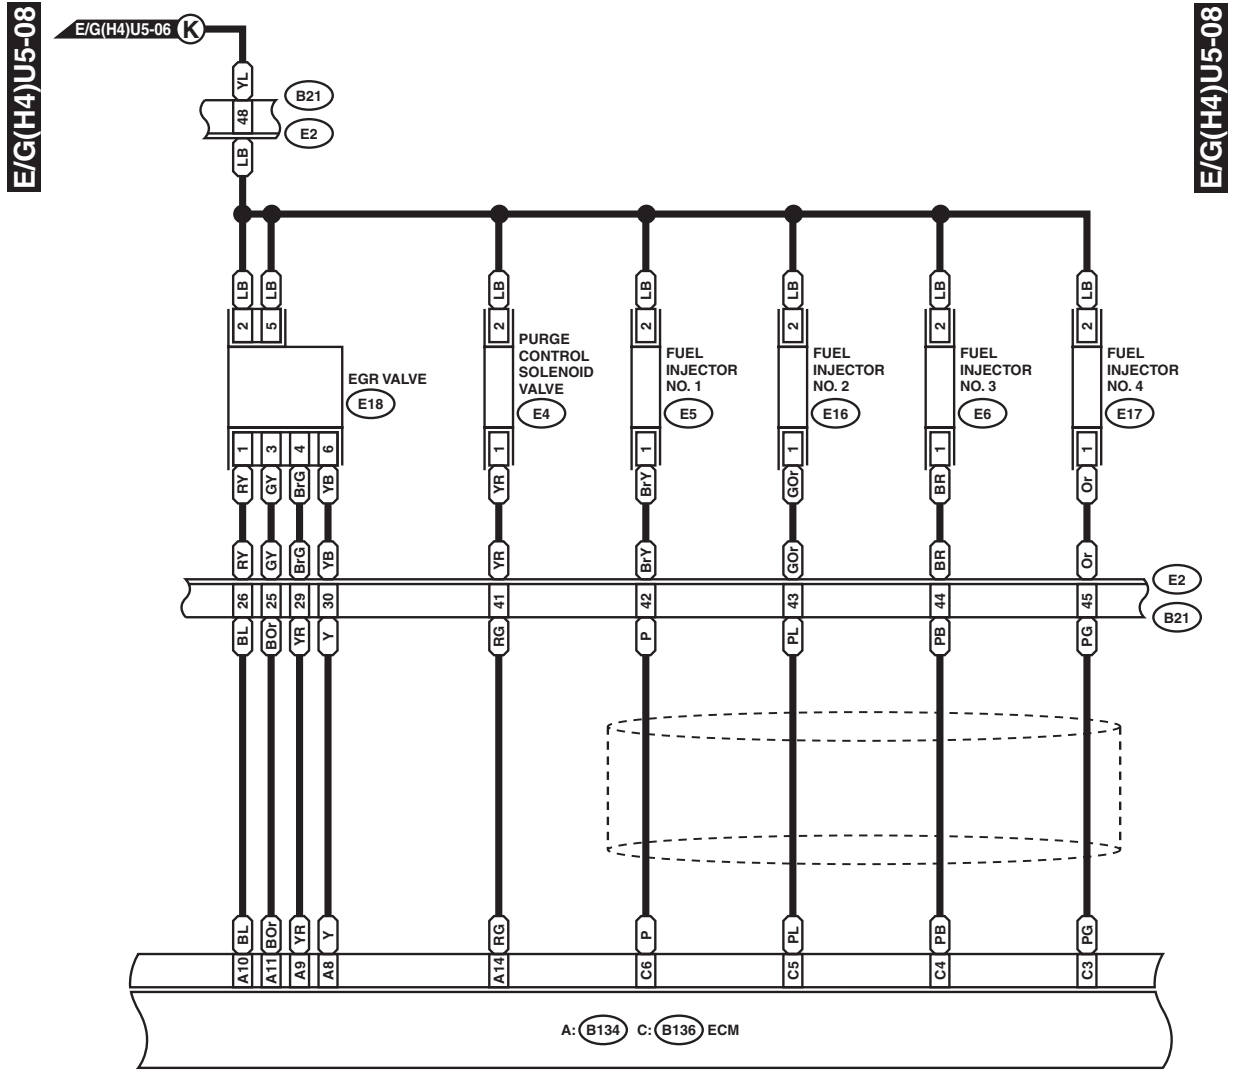 E/G(H4)U5-08
E/G(H4)U5-08
E/G(H4)U5-06 K
YL
B21
48
E2
LB
LB LB LB LB LB LB LB
2 5 2 2 2 2 2
EGR VALVE
E18
PURGE
CONTROL
SOLENOID
VALVE
E4
FUEL
INJECTOR
NO. 1
E5
FUEL
INJECTOR
NO. 2
E16
FUEL
INJECTOR
NO. 3
E6
FUEL
INJECTOR
NO. 4
E17
1 3 4 6 1 1 1 1 1
RY GY BrG YB YR BrY GOr BR Or
RY GY BrG YB YR BrY GOr BR Or
E2
26 25 29 30 41 42 43 44 45
B21
BL BOr YR Y RG P PL PB PG
BL BOr YR Y RG P PL PB PG
A10 A11 A9 A8 A14 C6 C5 C4 C3
A: B134 C: B136 ECM